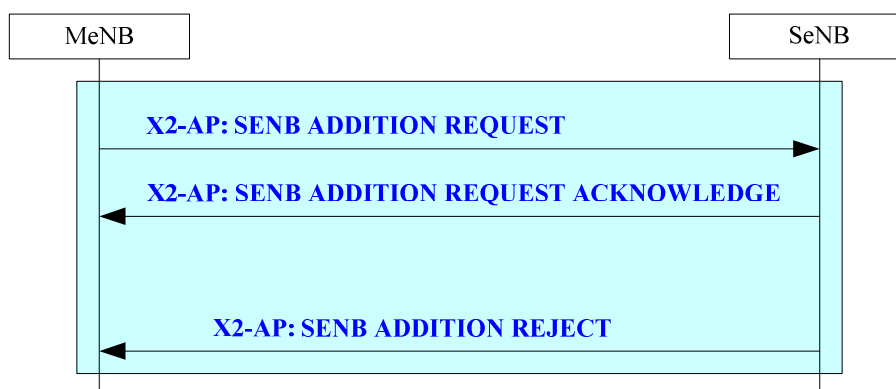 MeNB
SeNB
X2-AP: SENB ADDITION REQUEST
X2-AP: SENB ADDITION REQUEST ACKNOWLEDGE
X2-AP: SENB ADDITION REJECT